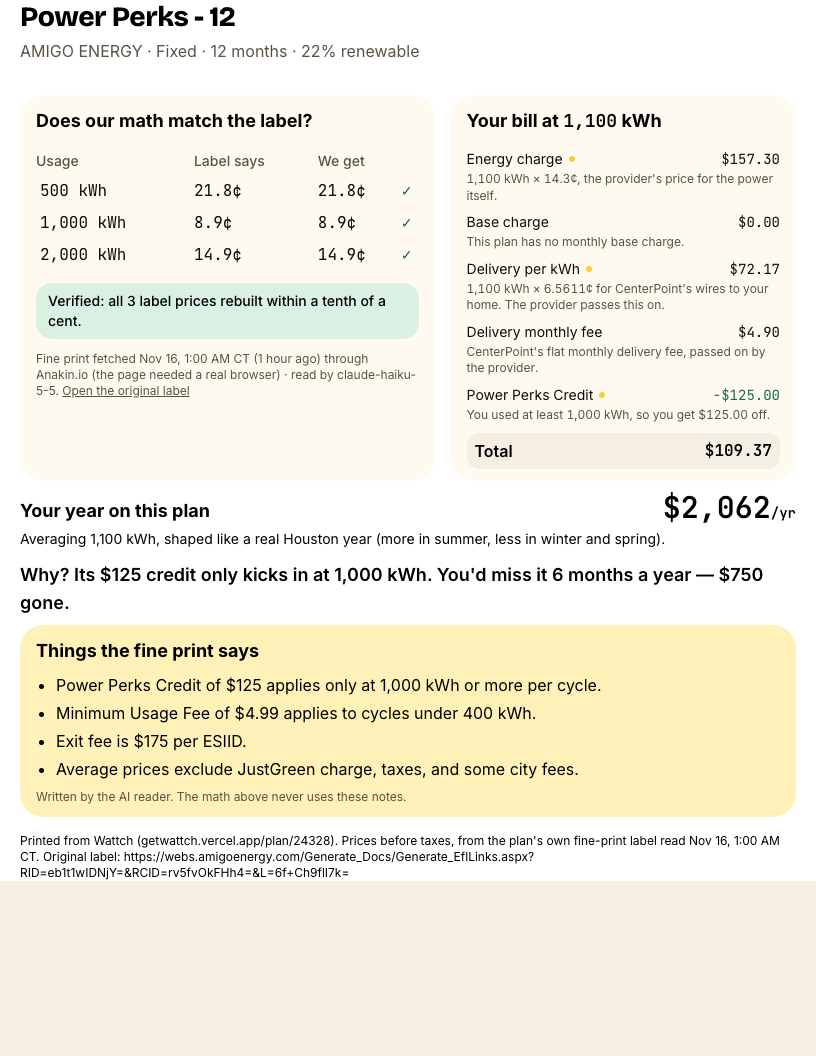 Power Perks - 12
AMIGO ENERGY · Fixed · 12 months · 22% renewable
Does our math match the label?
Usage Label says We get
500 kWh 21.8¢ 21.8¢ ✓
1,000 kWh 8.9¢ 8.9¢ ✓
2,000 kWh 14.9¢ 14.9¢ ✓
Verified: all 3 label prices rebuilt within a tenth of a
cent.
Fine print fetched Nov 16, 1:00 AM CT (1 hour ago) through
Anakin.io (the page needed a real browser) · read by claude-haiku-
5-5. Open the original label
Your bill at 1,100 kWh
Energy charge $157.30
1,100 kWh × 14.3¢, the provider's price for the power
itself.
Base charge $0.00
This plan has no monthly base charge.
Delivery per kWh $72.17
1,100 kWh × 6.5611¢ for CenterPoint's wires to your
home. The provider passes this on.
Delivery monthly fee $4.90
CenterPoint's flat monthly delivery fee, passed on by
the provider.
Power Perks Credit -$125.00
You used at least 1,000 kWh, so you get $125.00 off.
Total $109.37
Your year on this plan $2,062/yr
Averaging 1,100 kWh, shaped like a real Houston year (more in summer, less in winter and spring).
Why? Its $125 credit only kicks in at 1,000 kWh. You'd miss it 6 months a year — $750
gone.
Things the fine print says
• Power Perks Credit of $125 applies only at 1,000 kWh or more per cycle.
• Minimum Usage Fee of $4.99 applies to cycles under 400 kWh.
• Exit fee is $175 per ESIID.
• Average prices exclude JustGreen charge, taxes, and some city fees.
Written by the AI reader. The math above never uses these notes.
Printed from Wattch (getwattch.vercel.app/plan/24328). Prices before taxes, from the plan's own fine-print label read Nov 16, 1:00 AM
CT. Original label: https://webs.amigoenergy.com/Generate_Docs/Generate_EflLinks.aspx?
RID=eb1t1wIDNjY=&RCID=rv5fvOkFHh4=&L=6f+Ch9fIl7k=